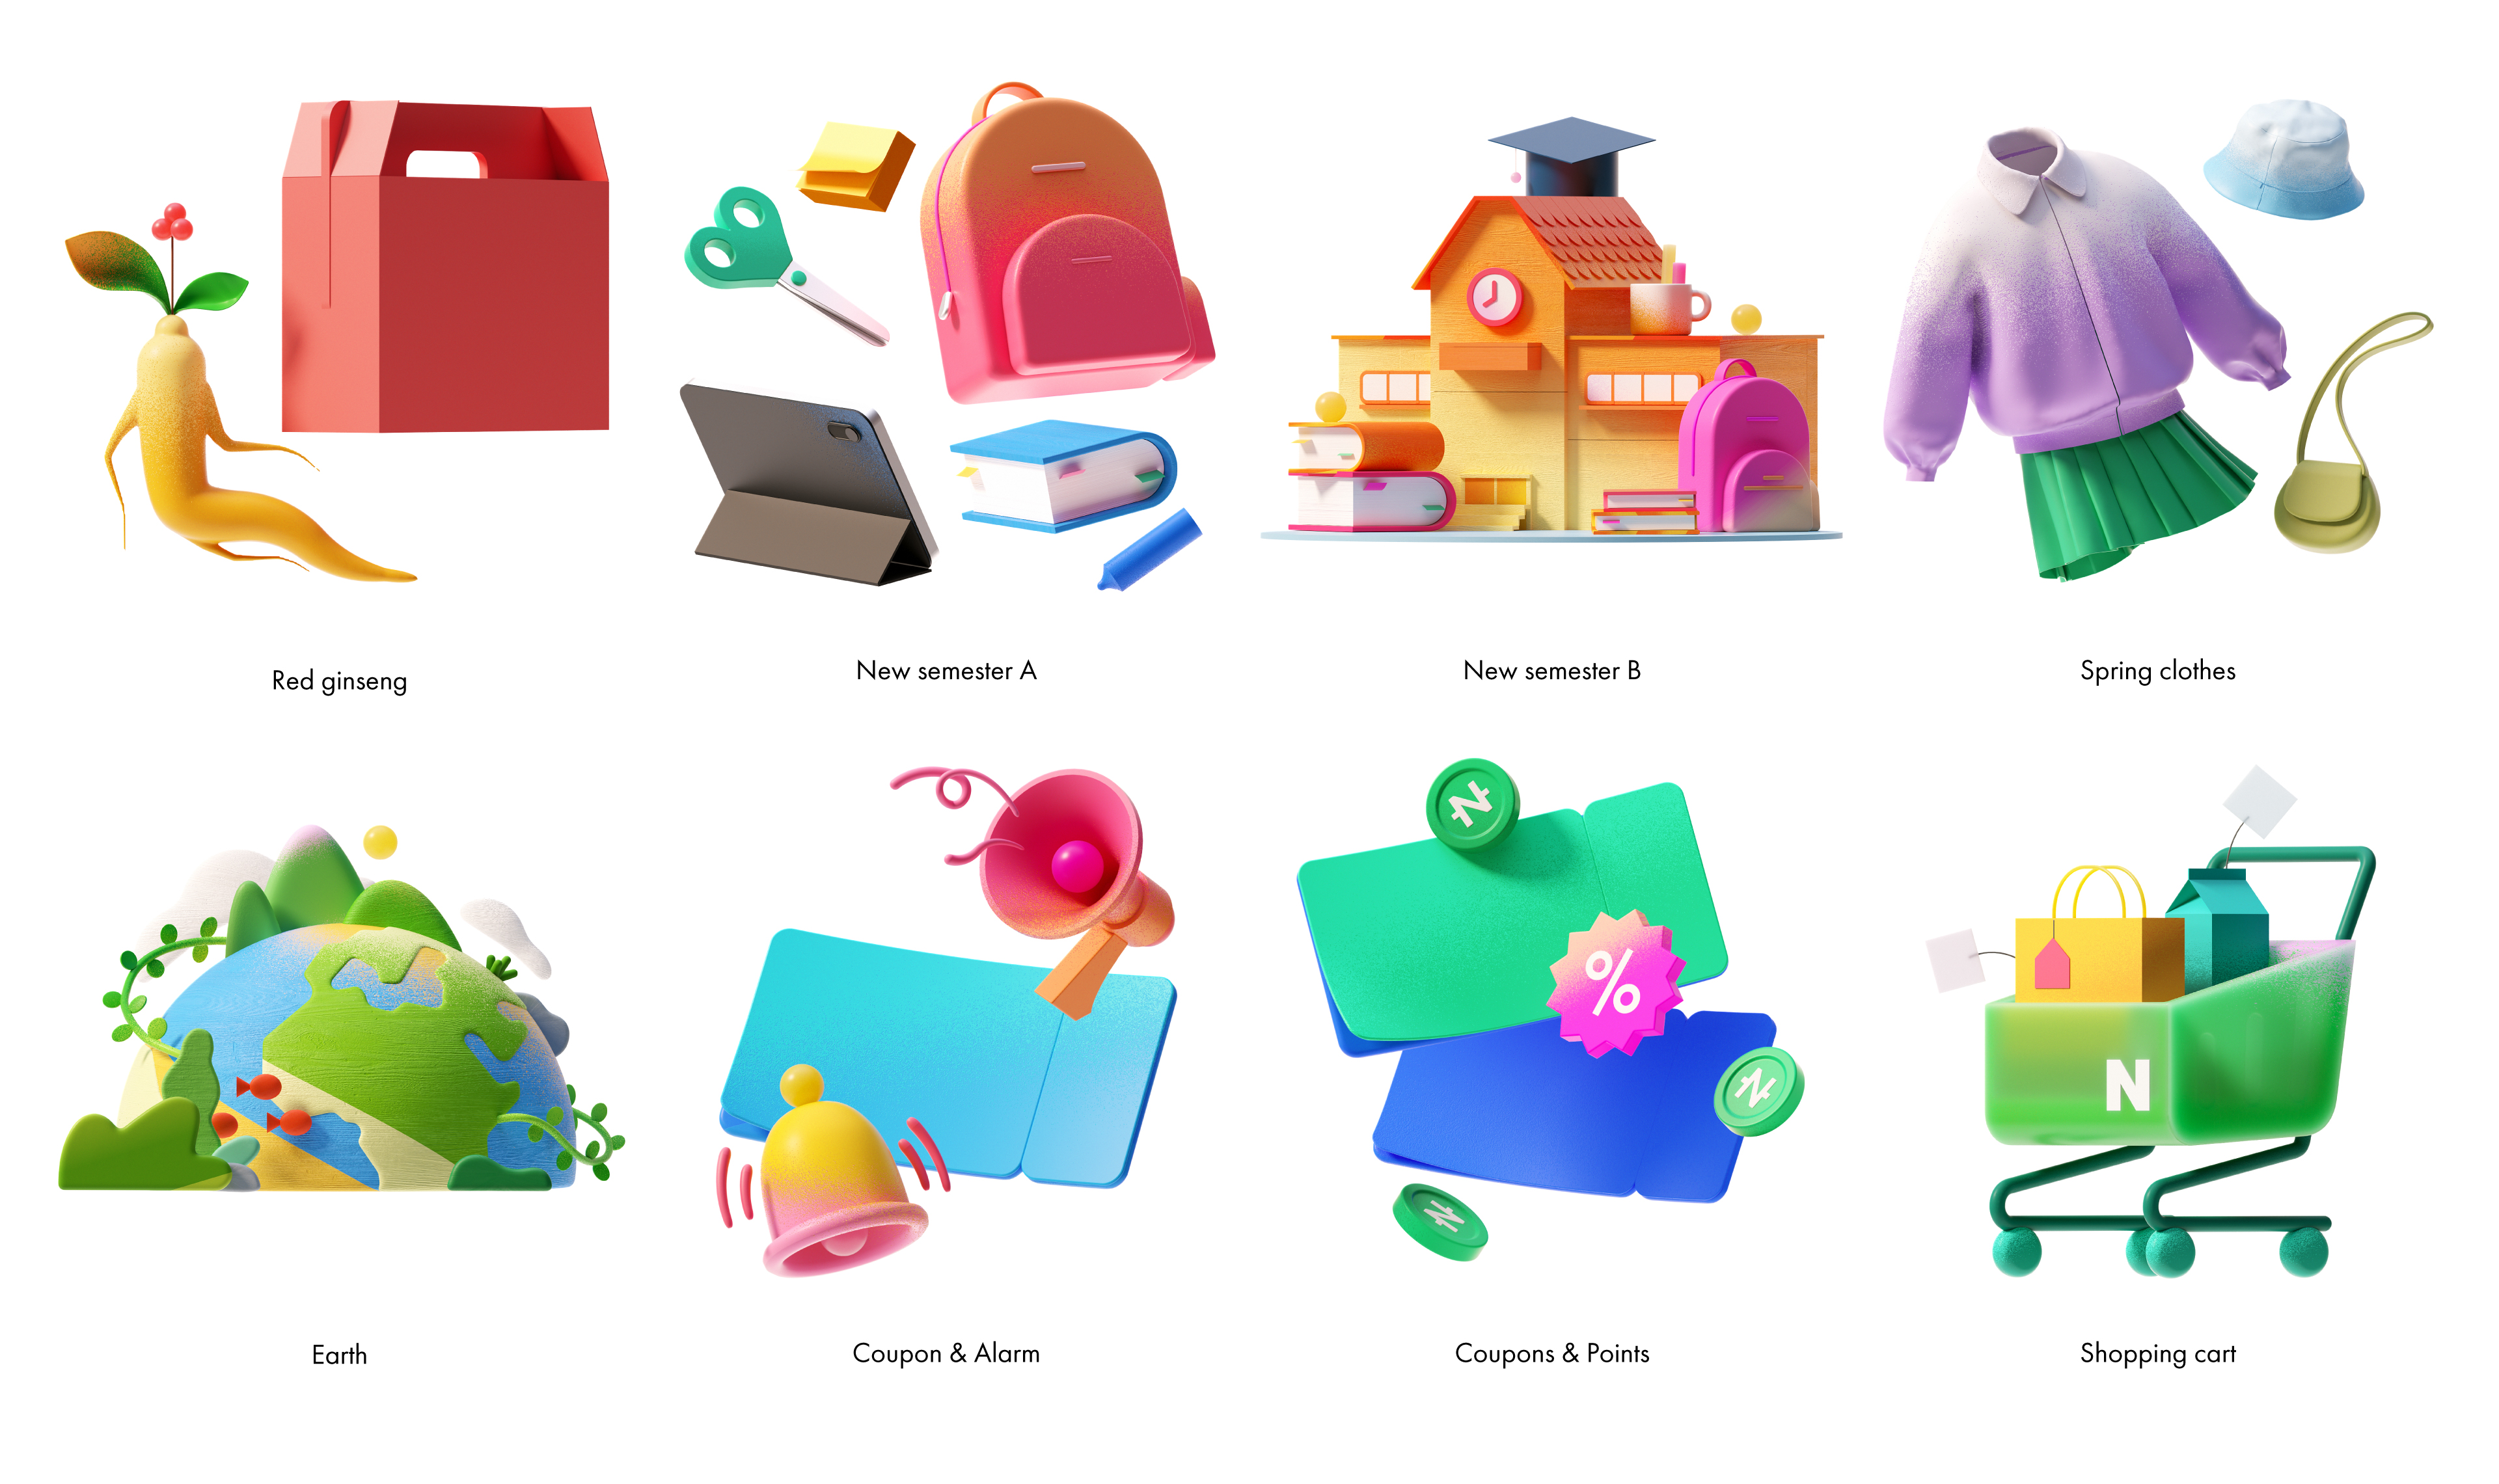 Red ginseng
New semester A
New semester B
Spring clothes
N
N
%
N
N
N
Earth
Coupon & Alarm
Coupons & Points
Shopping cart